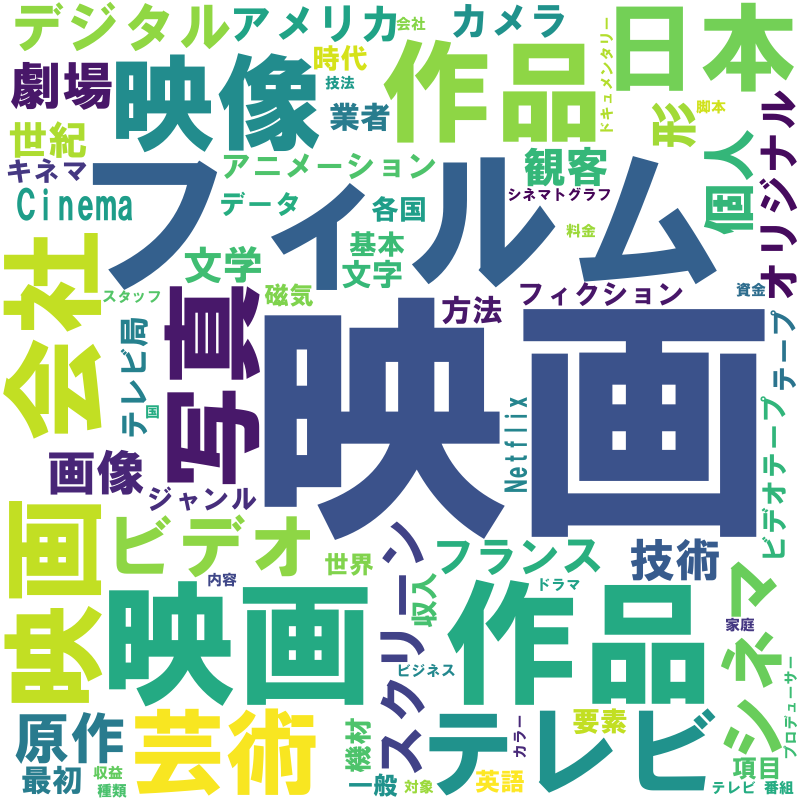 デジタル
アメリカ
会社
カメラ
日本
劇場
映像
時代
技法
作品
ドキュメンタリー
形
脚本
業者
世紀
キネマ
アニメーション
観客
シネマトグラフ
個人
オリジナル
Cinema
データ
各国
フィルム
料金
文学
基本
文字
会社
スタッフ
磁気
方法
フィクション
資金
写真
テレビ局
国
映画
Netflix
テープ
ビデオテープ
画像
ジャンル
映画
ビデオ
世界
スクリーン
フランス
技術
内容
収入
ドラマ
映画
作品
シネマ
家庭
ビジネス
プロデューサー
原作
芸術
機材
テレビ
カラー
要素
項目
最初
収益
種類
一般
対象
英語
テレビ 番組